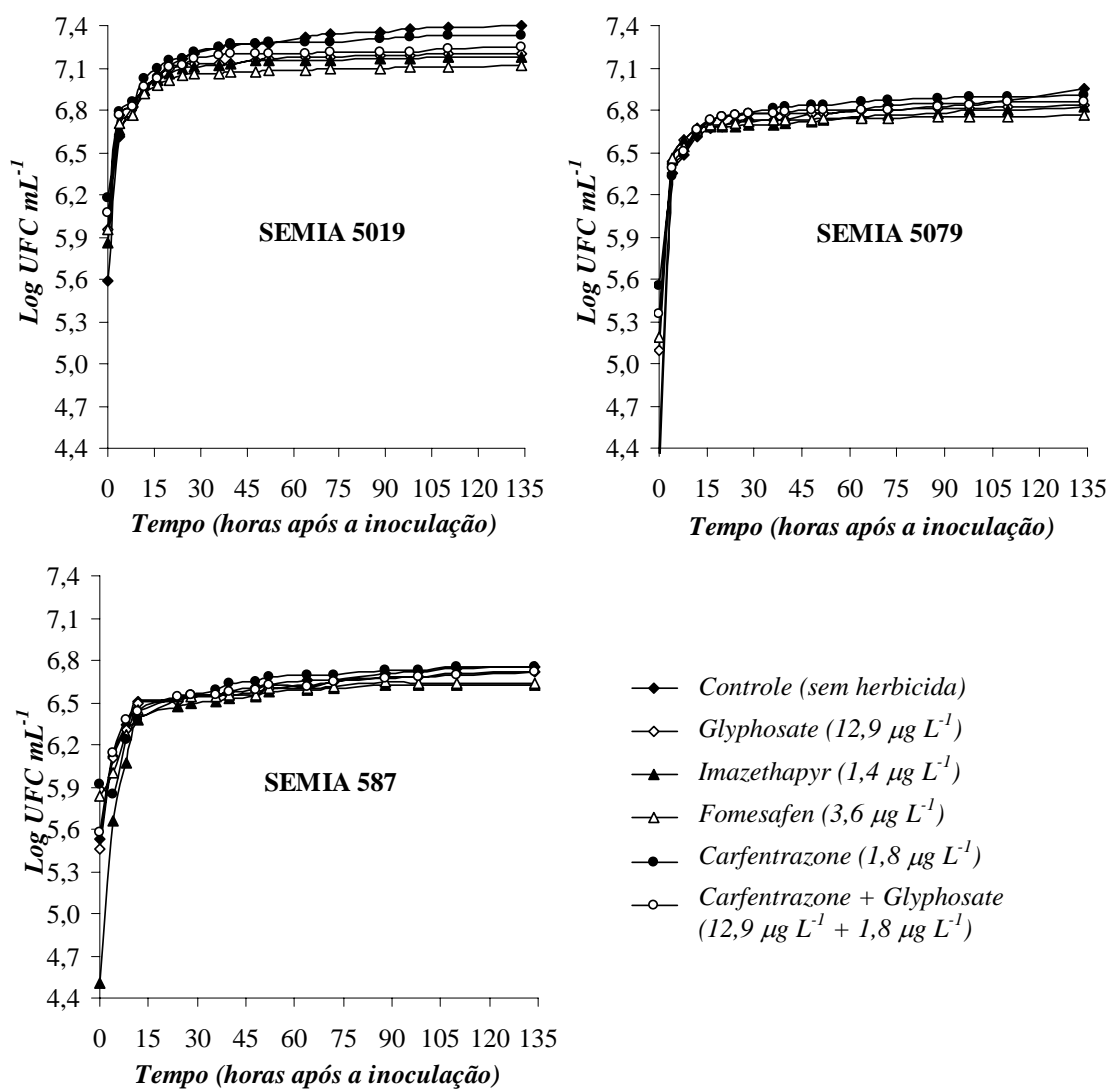 7,4
7,1
6,8
6,5
6,2
5,9
5,6
5,3
5,0
4,7
4,4
Log UFC mL-1
SEMIA 5019
0 15 30 45 60 75 90 105 120 135
Tempo (horas após a inoculação)
7,4
7,1
6,8
6,5
6,2
5,9
5,6
5,3
5,0
4,7
4,4
Log UFC mL-1
SEMIA 5079
0 15 30 45 60 75 90 105 120 135
Tempo (horas após a inoculação)
7,4
7,1
6,8
6,5
6,2
5,9
5,6
5,3
5,0
4,7
4,4
Log UFC mL-1
SEMIA 587
0 15 30 45 60 75 90 105 120 135
Tempo (horas após a inoculação)
Controle (sem herbicida)
Glyphosate (12,9 µg L-1)
Imazethapyr (1,4 µg L-1)
Fomesafen (3,6 µg L-1)
Carfentrazone (1,8 µg L-1)
Carfentrazone + Glyphosate
(12,9 µg L-1 + 1,8 µg L-1)